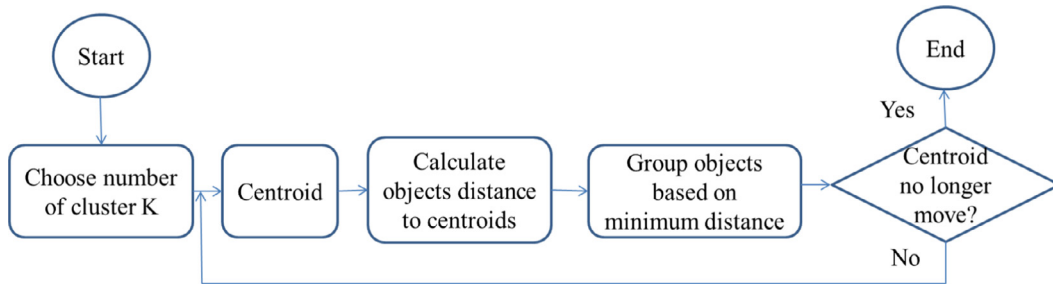 Start
Choose number
of cluster K
Centroid
Calculate
objects distance
to centroids
Group objects
based on
minimum distance
Centroid
no longer
move?
Yes
End
No